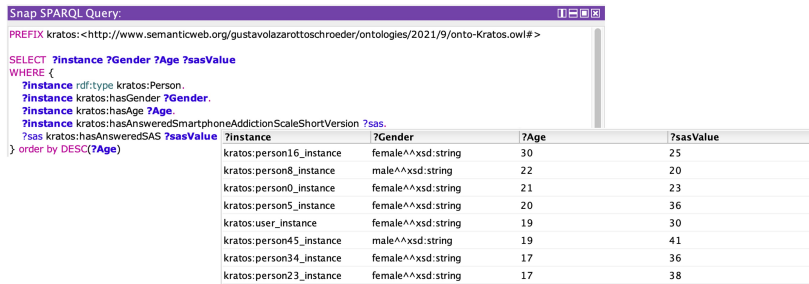 Snap SPARQL Query:
PREFIX kratos:<http://www.semanticweb.org/gustavolazarottoschroeder/ontologies/2021/9/onto-Kratos.owl#>
SELECT ?instance ?Gender ?Age ?sasValue
WHERE {
?instance rdf:type kratos:Person.
?instance kratos:hasGender ?Gender.
?instance kratos:hasAge ?Age.
?instance kratos:hasAnsweredSmartphoneAddictionScaleShortVersion ?sas.
?sas kratos:hasAnsweredSAS ?sasValue
} order by DESC(?Age)
?instance ?Gender ?Age ?sasValue
kratos:person16_instance female^^xsd:string 30 25
kratos:person8_instance male^^xsd:string 22 20
kratos:person0_instance female^^xsd:string 21 23
kratos:person5_instance female^^xsd:string 20 36
kratos:user_instance female^^xsd:string 19 30
kratos:person45_instance male^^xsd:string 19 41
kratos:person34_instance female^^xsd:string 17 36
kratos:person23_instance female^^xsd:string 17 38